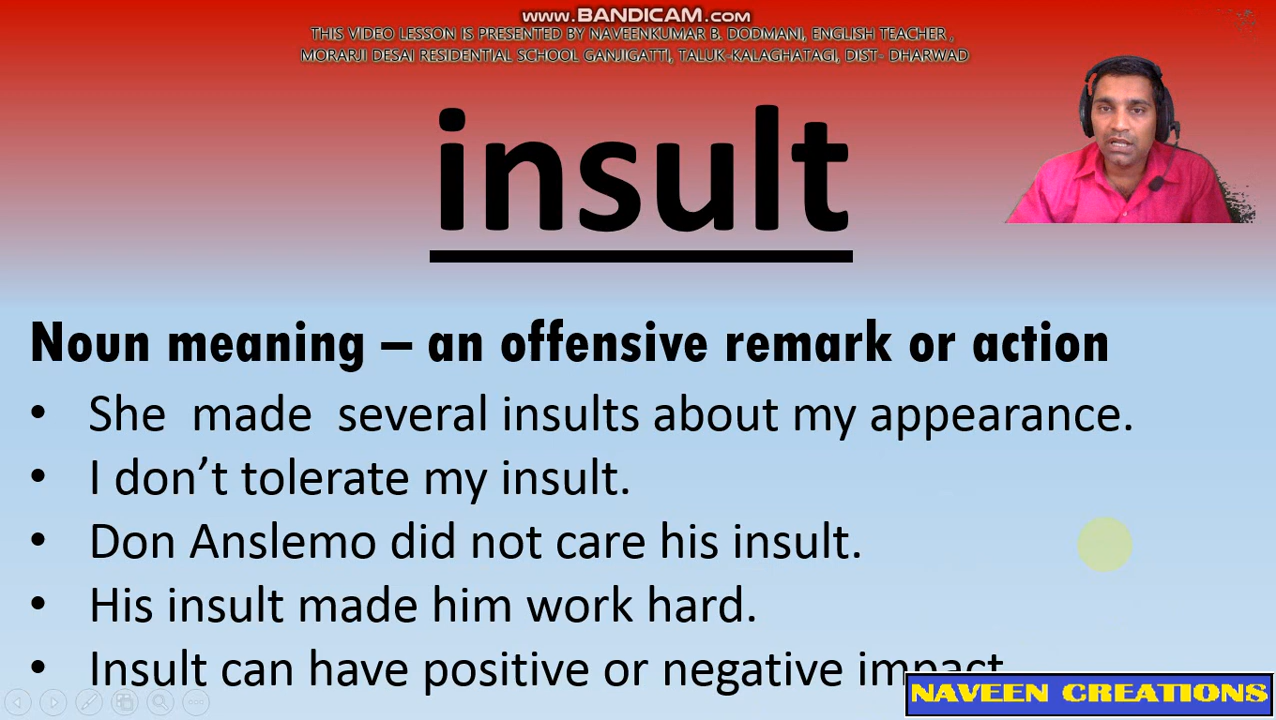 www.BANDICAM.com
THIS VIDEO LESSON IS PRESENTED BY NAVEENKUMAR B. DODMANI, ENGLISH TEACHER ,
MORARJI DESAI RESIDENTIAL SCHOOL GANJIGATTI, TALUK-KALAGHATAGI, DIST- DHARWAD
insult
Noun meaning – an offensive remark or action
• She made several insults about my appearance.
• I don’t tolerate my insult.
• Don Anslemo did not care his insult.
• His insult made him work hard.
• Insult can have positive or negative impact
NAVEEN CREATIONS